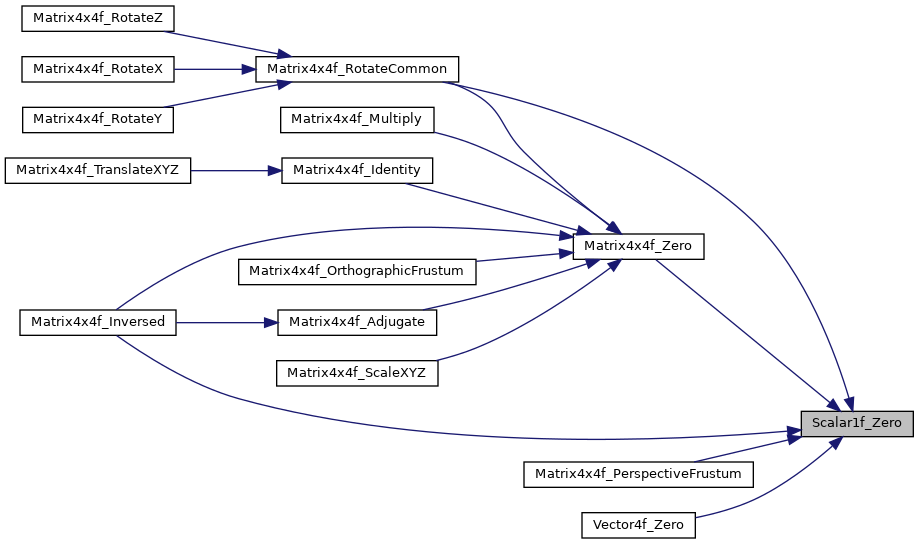 Matrix4x4f_RotateZ
Matrix4x4f_RotateX
Matrix4x4f_RotateCommon
Matrix4x4f_RotateY
Matrix4x4f_Multiply
Matrix4x4f_TranslateXYZ
Matrix4x4f_Identity
Matrix4x4f_Zero
Matrix4x4f_OrthographicFrustum
Matrix4x4f_Inversed
Matrix4x4f_Adjugate
Matrix4x4f_ScaleXYZ
Scalar1f_Zero
Matrix4x4f_PerspectiveFrustum
Vector4f_Zero